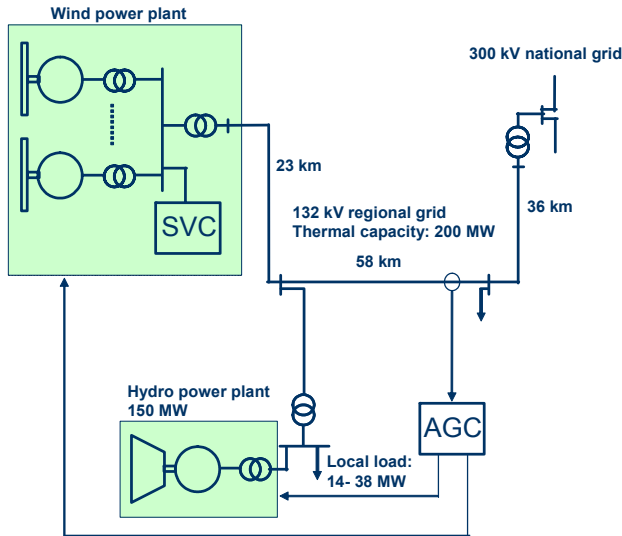 Wind power plant
300 kV national grid
23 km
SVC
132 kV regional grid
Thermal capacity: 200 MW
36 km
58 km
Hydro power plant
150 MW
AGC
Local load:
14- 38 MW